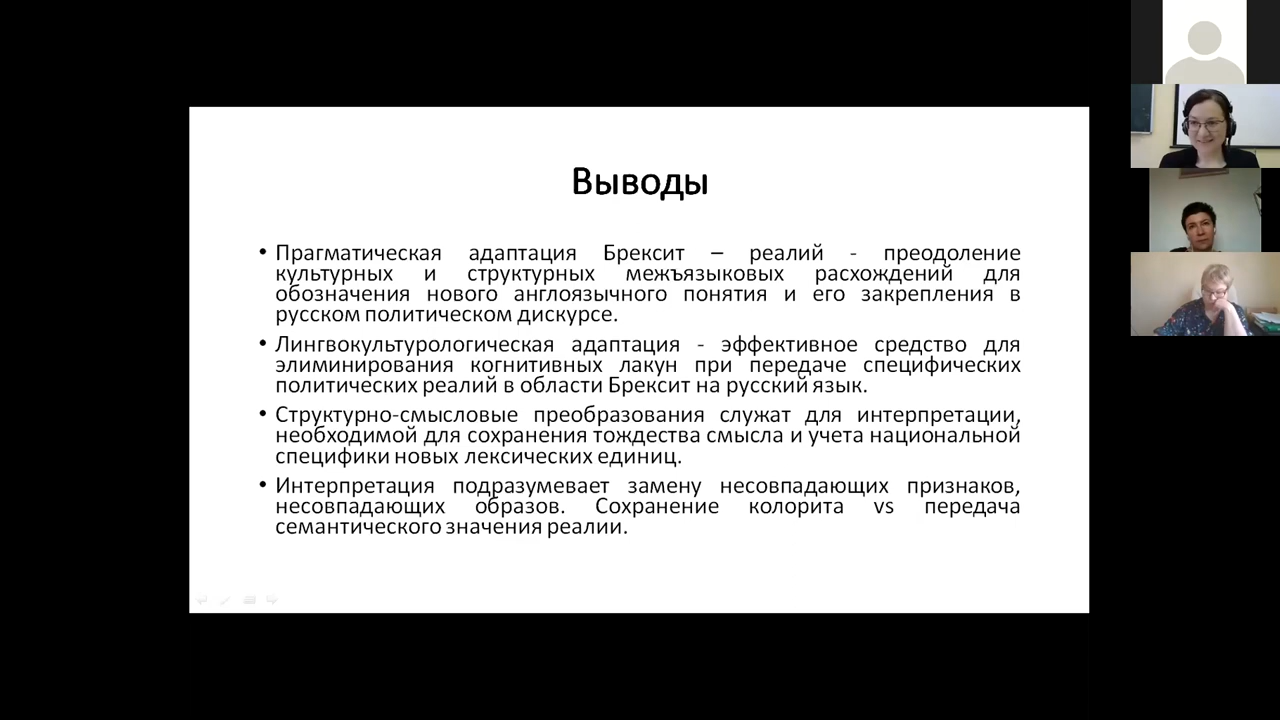 Выводы
• Прагматическая адаптация Брексит – реалий - преодоление
культурных и структурных межъязыковых расхождений для
обозначения нового англоязычного понятия и его закрепления в
русском политическом дискурсе.
• Лингвокультурологическая адаптация - эффективное средство для
элиминирования когнитивных лакун при передаче специфических
политических реалий в области Брексит на русский язык.
• Структурно-смысловые преобразования служат для интерпретации,
необходимой для сохранения тождества смысла и учета национальной
специфики новых лексических единиц.
• Интерпретация подразумевает замену несовпадающих признаков,
несовпадающих образов. Сохранение колорита vs передача
семантического значения реалии.